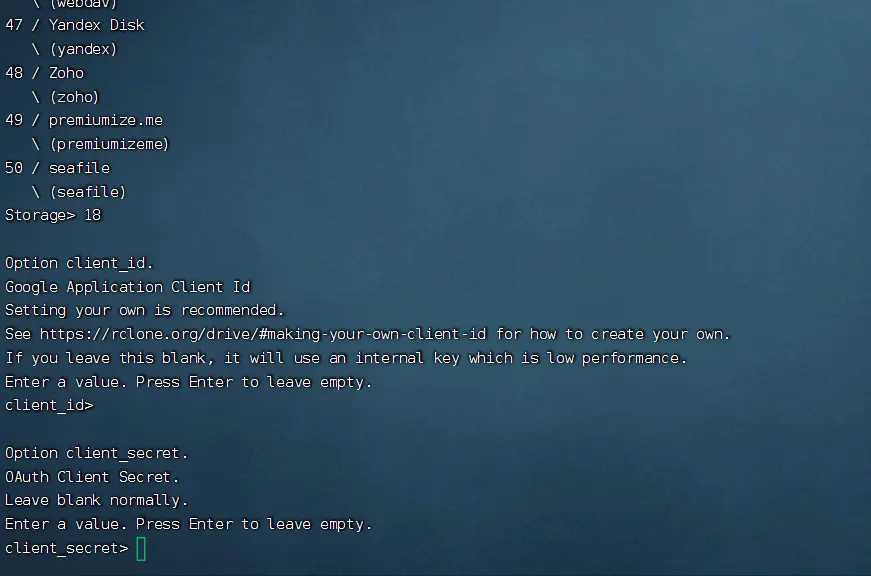 \ (webdav)
47 / Yandex Disk
\ (yandex)
48 / Zoho
\ (zoho)
49 / premiumize.me
\ (premiumizeme)
50 / seafile
\ (seafile)
Storage> 18
Option client_id.
Google Application Client Id
Setting your own is recommended.
See https://rclone.org/drive/#making-your-own-client-id for how to create your own.
If you leave this blank, it will use an internal key which is low performance.
Enter a value. Press Enter to leave empty.
client_id>
Option client_secret.
OAuth Client Secret.
Leave blank normally.
Enter a value. Press Enter to leave empty.
client_secret>